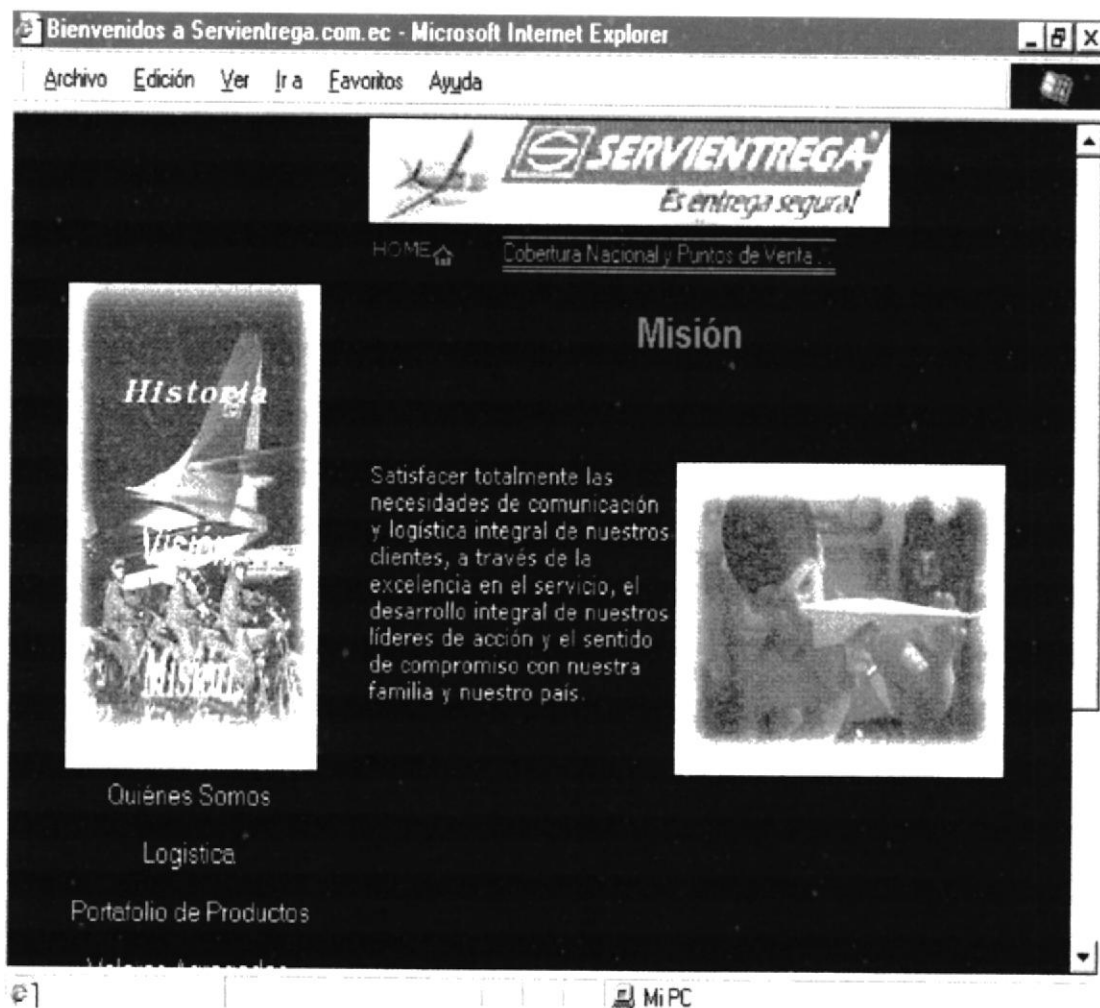 Bienvenidos a Servientrega.com.ec - Microsoft Internet Explorer
Archivo Edición Ver Ir a Favoritos Ayuda
SERVIENTREGA
Es entrega segura!
HOME
Cobertura Nacional y Puntos de Venta
Misión
Historia
Visión
Misión
Satisfacer totalmente las
necesidades de comunicación
y logística integral de nuestros
clientes, a través de la
excelencia en el servicio, el
desarrollo integral de nuestros
líderes de acción y el sentido
de compromiso con nuestra
familia y nuestro país.
Quiénes Somos
Logistica
Portafolio de Productos
Mi PC